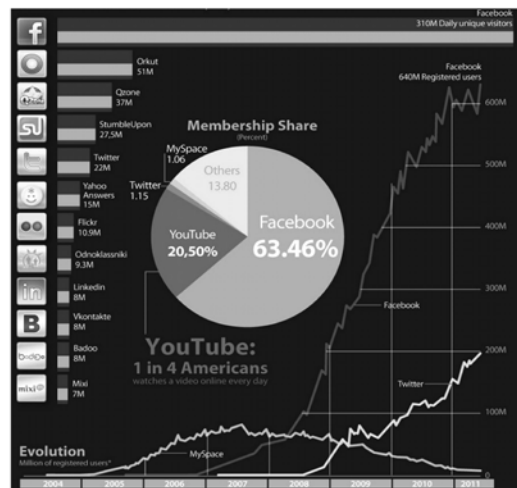 Facebook
310M Daily unique visitors
Orkut
51M
Qzone
37M
StumbleUpon
27,5M
Twitter
22M
Yahoo
Answers
15M
Flickr
10.9M
Odnoklassniki
9.3M
Linkedin
8M
Vkontakte
8M
Badoo
8M
Mixi
7M
Membership Share
(Percent)
MySpace
1.06
Others
13.80
Twitter
1.15
YouTube
20,50%
Facebook
63.46%
YouTube:
1 in 4 Americans
watches a video online every day
Facebook
640M Registered users
600M
500M
400M
300M
200M
100M
0
Facebook
Twitter
MySpace
Evolution
Million of registered users*
2004 2005 2006 2007 2008 2009 2010 2011
f
in
B
mixi